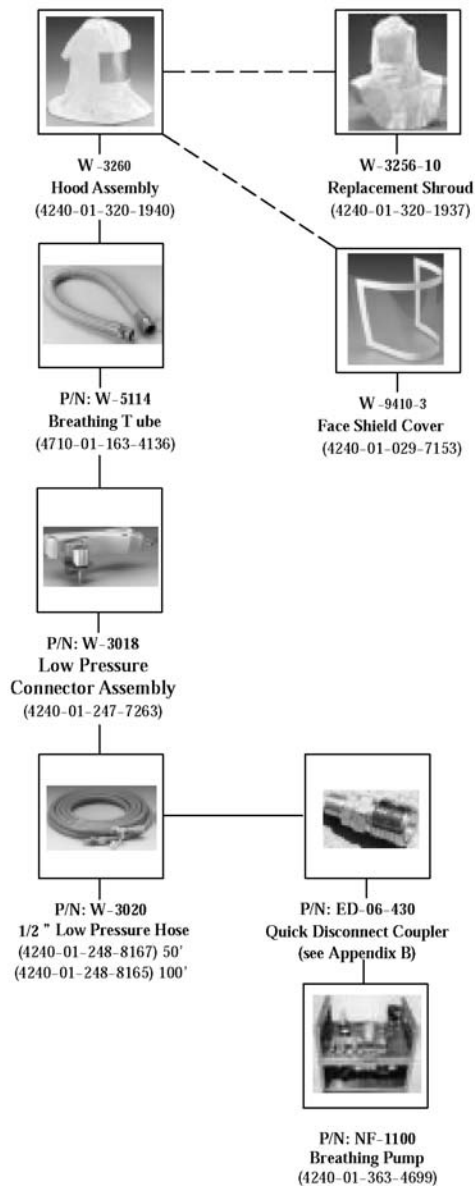 W-3260
Hood Assembly
(4240-01-320-1940)
W-3256-10
Replacement Shroud
(4240-01-320-1937)
P/N: W-5114
Breathing T ube
(4710-01-163-4136)
W-9410-3
Face Shield Cover
(4240-01-029-7153)
P/N: W-3018
Low Pressure
Connector Assembly
(4240-01-247-7263)
P/N: W-3020
1/2 " Low Pressure Hose
(4240-01-248-8167) 50'
(4240-01-248-8165) 100'
P/N: ED-06-430
Quick Disconnect Coupler
(see Appendix B)
P/N: NF-1100
Breathing Pump
(4240-01-363-4699)